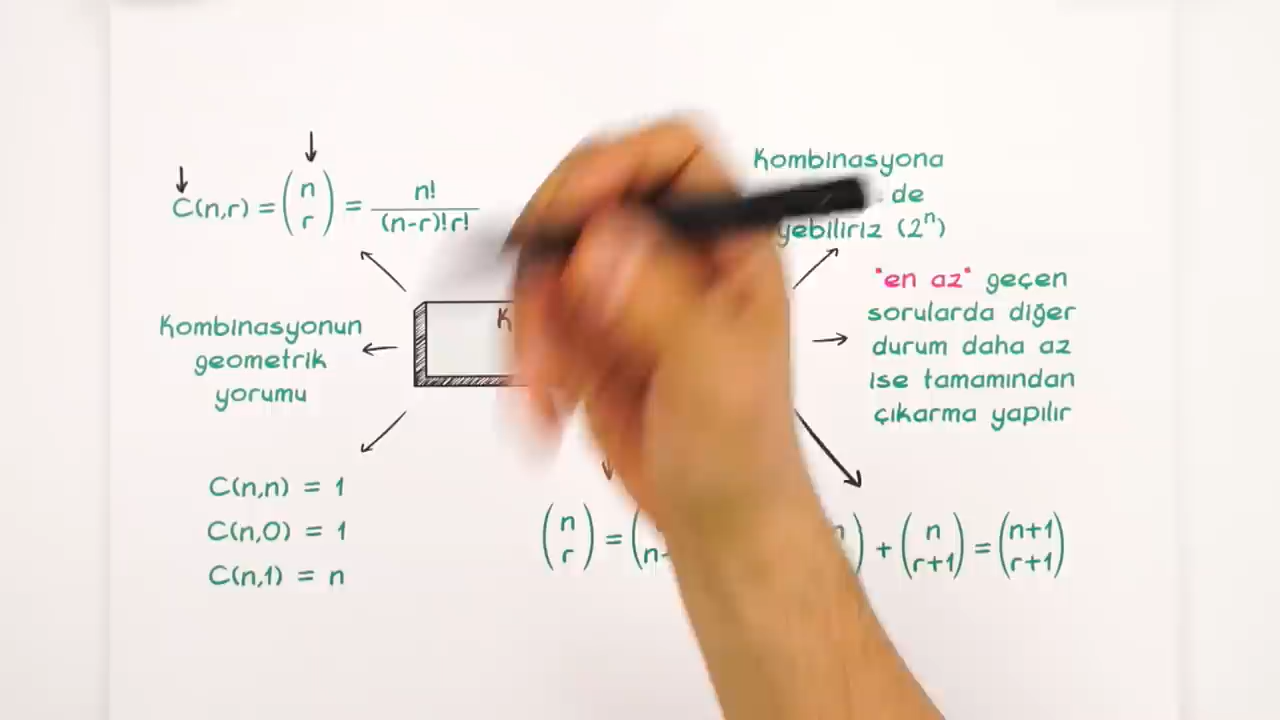 C(n,r) = (n r) = n! / (n-r)!r!
Kombinasyonun
geometrik
yorumu
C(n,n) = 1
C(n,0) = 1
C(n,1) = n
K
(n r) = (
n-
n
) + (n r+1) = (n+1 r+1)
Kombinasyona
de
yebiliriz (2ⁿ)
"en az" geçen
sorularda diğer
durum daha az
ise tamamından
çıkarma yapılır